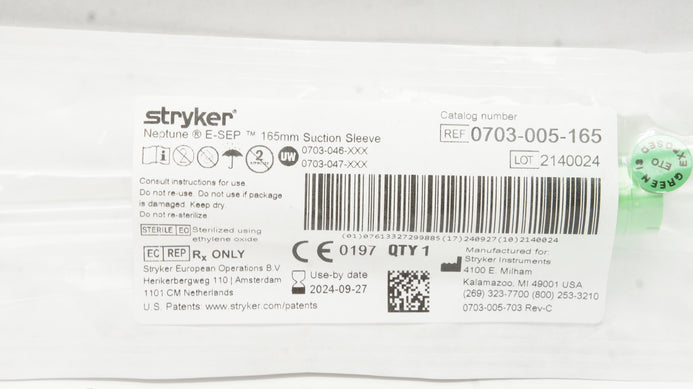 stryker®
Neptune ® E-SEP ™ 165mm Suction Sleeve
Catalog number
REF 0703-005-165
LOT 2140024
2
UW
0703-046-XXX
0703-047-XXX
Consult instructions for use.
Do not re-use. Do not use if package
is damaged. Keep dry.
Do not re-sterilize
STERILE EO Sterilized using
ethylene oxide
(01)07613327299885(17)240927(10)2140024
EC REP Rx ONLY
Stryker European Operations B.V
Herikerbergweg 110 | Amsterdam
1101 CM Netherlands
U.S. Patents: www.stryker.com/patents
CE 0197 QTY 1
Use-by date
2024-09-27
Manufactured for:
Stryker Instruments
4100 E. Milham
Kalamazoo, MI 49001 USA
(269) 323-7700 (800) 253-3210
0703-005-703 Rev-C
GREEN IF
EXPOSED
ETO